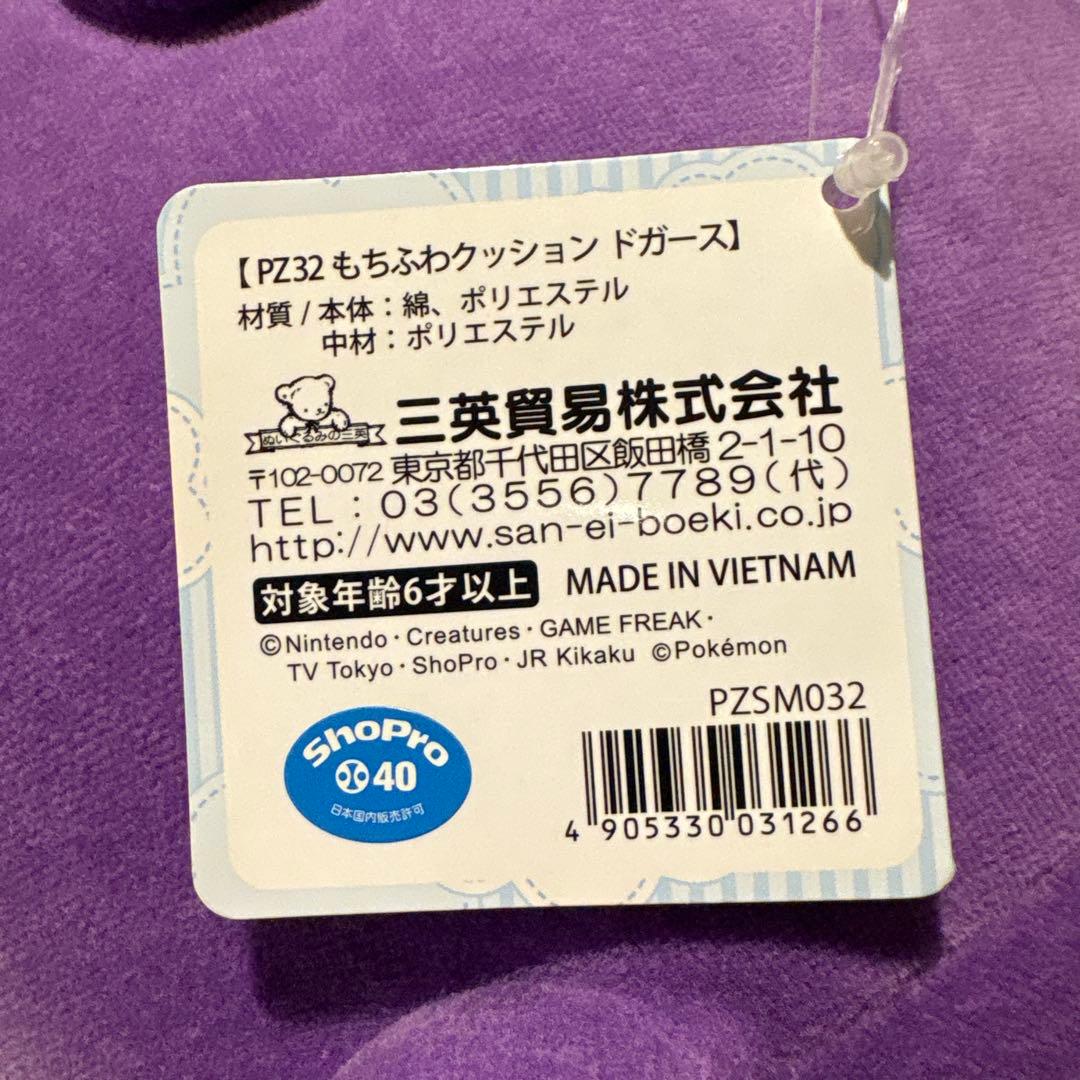 【PZ32 もちふわクッション ドガース】
材質 / 本体：綿、ポリエステル
中材：ポリエステル
ぬいぐるみの三英
三英貿易株式会社
〒102-0072 東京都千代田区飯田橋 2-1-10
TEL：03(3556)7789(代)
http://www.san-ei-boeki.co.jp
対象年齢6才以上 MADE IN VIETNAM
©Nintendo・Creatures・GAME FREAK・
TV Tokyo・ShoPro・JR Kikaku ©Pokémon
PZSM032
ShoPro
40
日本国内販売許可
4 905330 031266